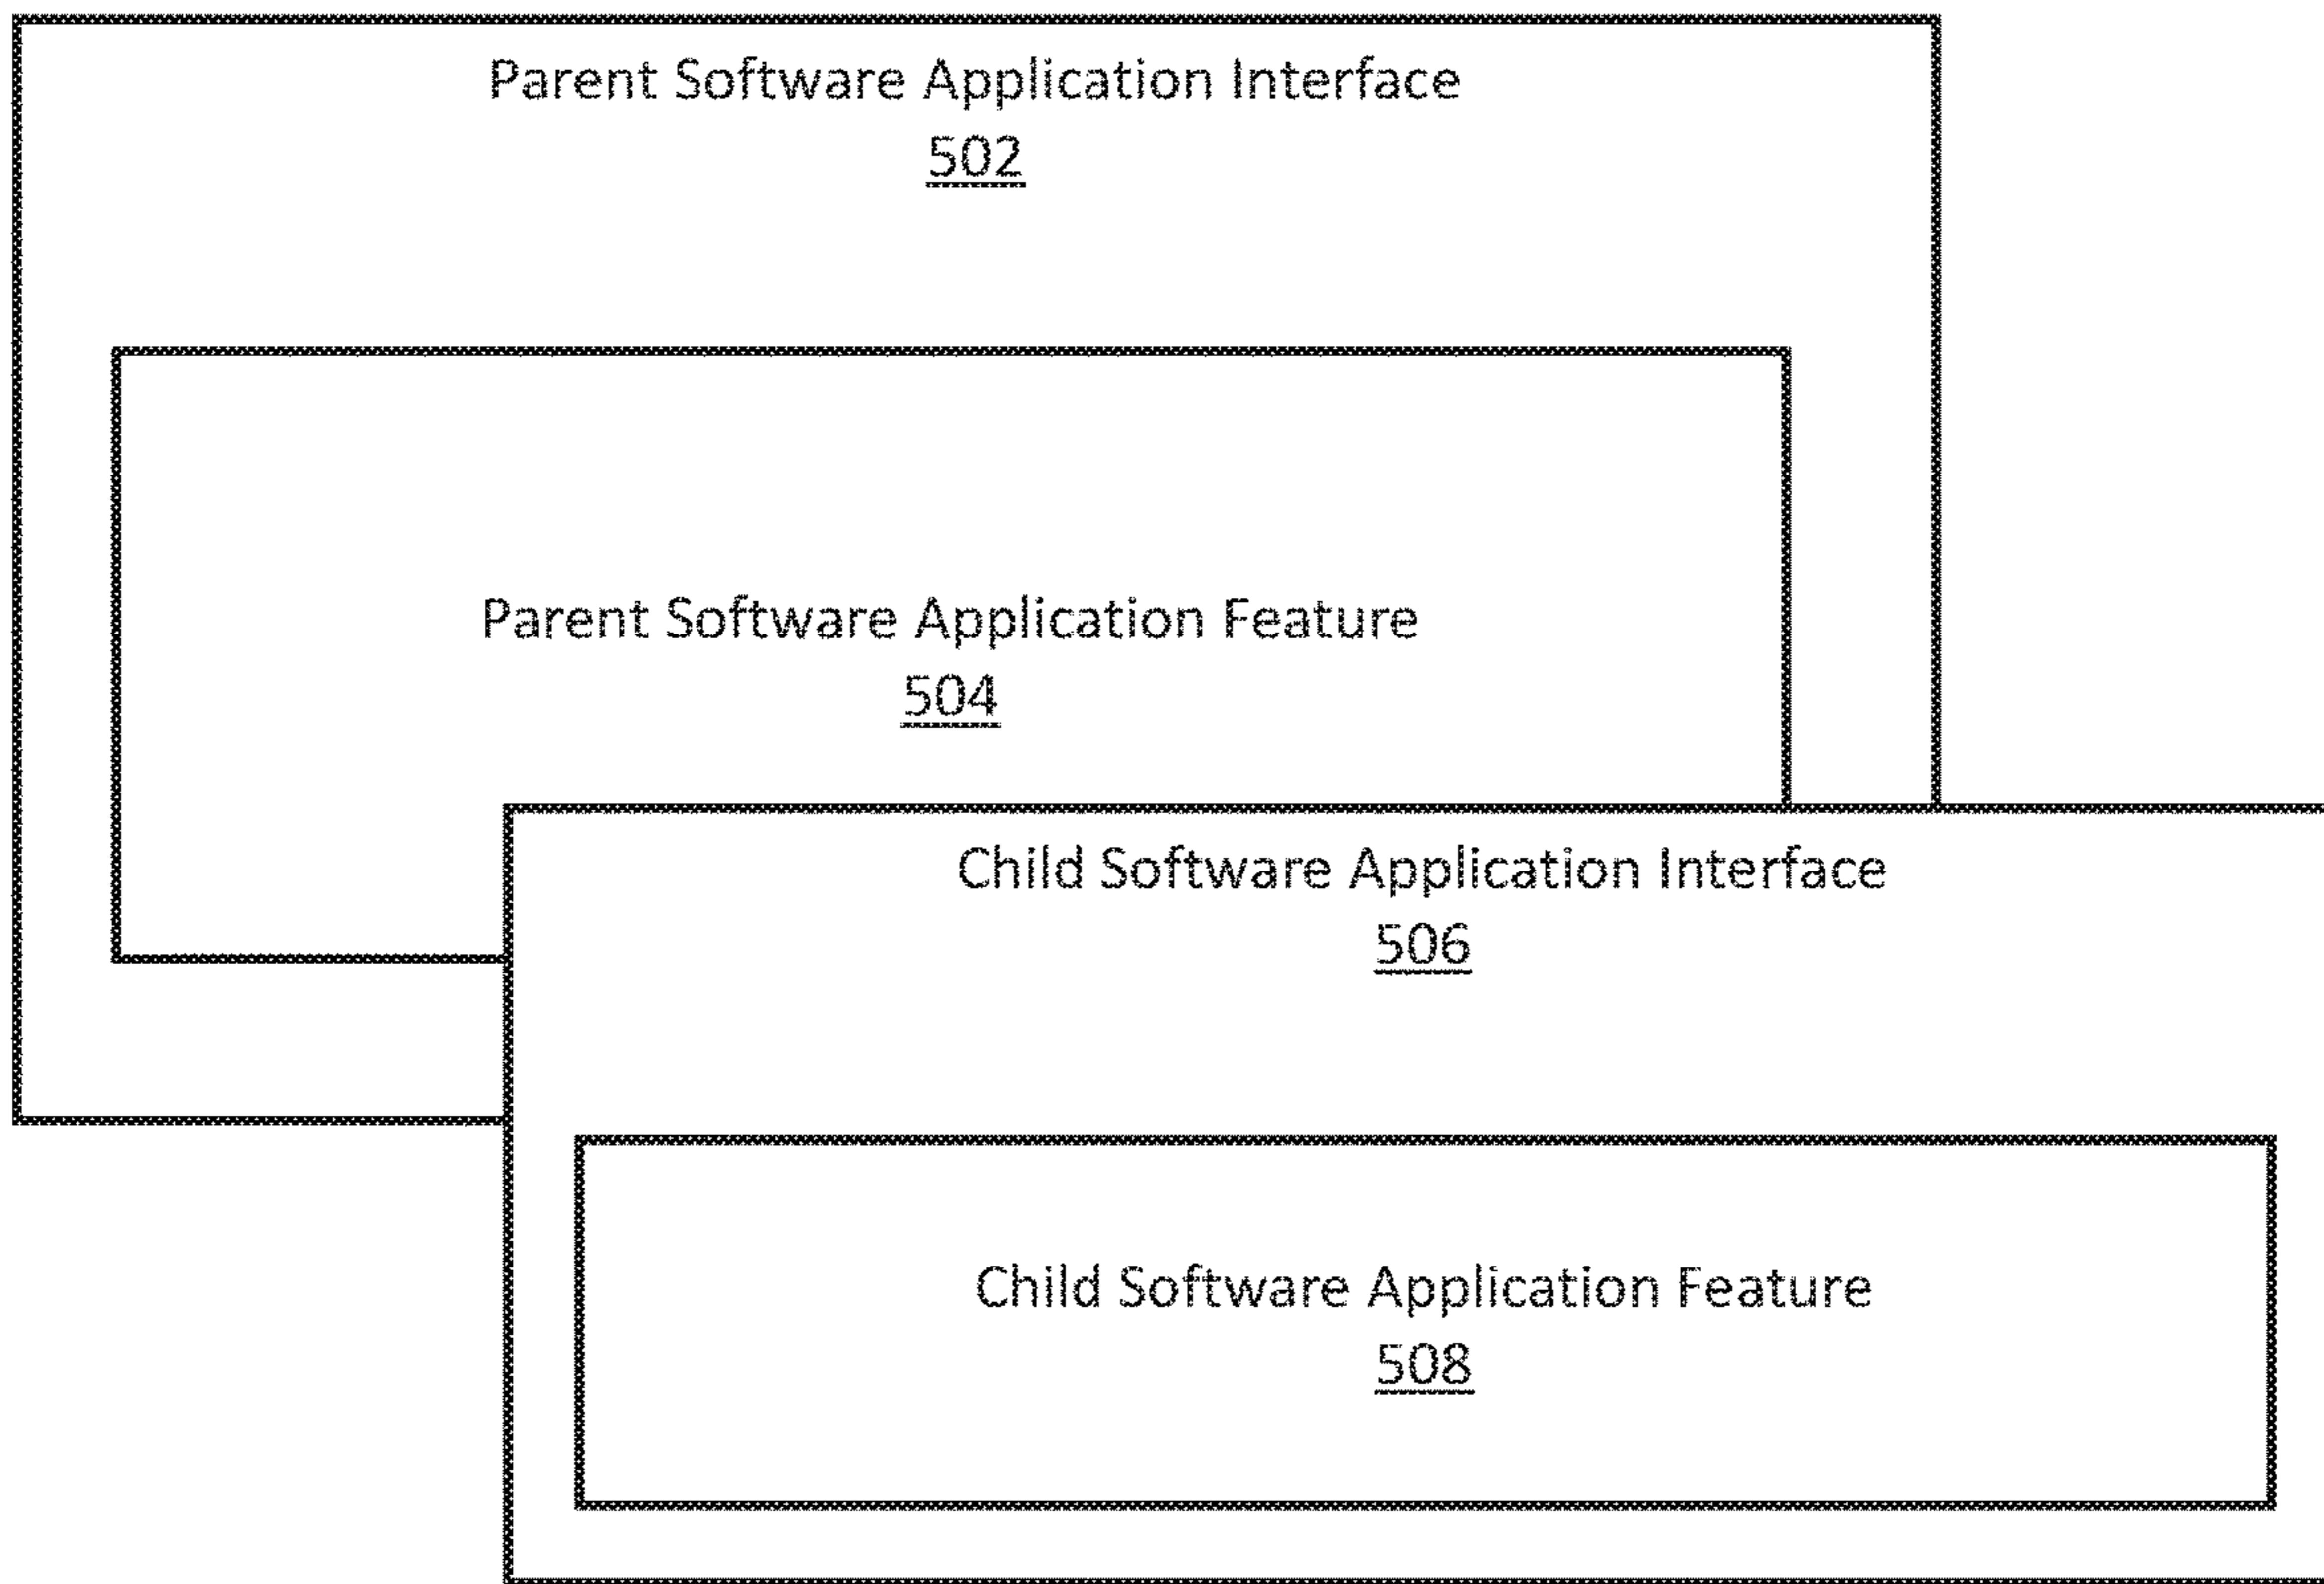 Parent Software Application Interface
502
Parent Software Application Feature
504
Child Software Application Interface
506
Child Software Application Feature
508